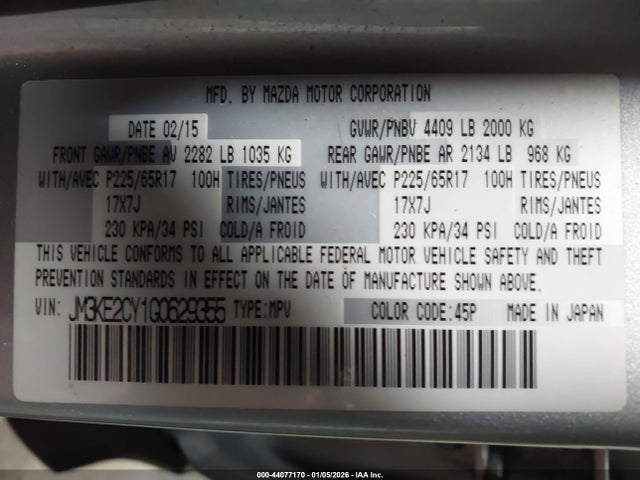 MFD. BY MAZDA MOTOR CORPORATION
DATE 02/15 GVWR/PNBV 4409 LB 2000 KG
FRONT GAWR/PNBE AV 2282 LB 1035 KG REAR GAWR/PNBE AR 2134 LB 968 KG
WITH/AVEC P225/65R17 100H TIRES/PNEUS WITH/AVEC P225/65R17 100H TIRES/PNEUS
17X7J RIMS/JANTES 17X7J RIMS/JANTES
230 KPA/34 PSI COLD/A FROID 230 KPA/34 PSI COLD/A FROID
THIS VEHICLE CONFORMS TO ALL APPLICABLE FEDERAL MOTOR VEHICLE SAFETY AND THEFT
PREVENTION STANDARDS IN EFFECT ON THE DATE OF MANUFACTURE SHOWN ABOVE.
VIN: JM3KE2CY1G0629355 TYPE:MPV COLOR CODE:45P MADE IN JAPAN
000-44077170 | 01/05/2026 - IAA Inc.